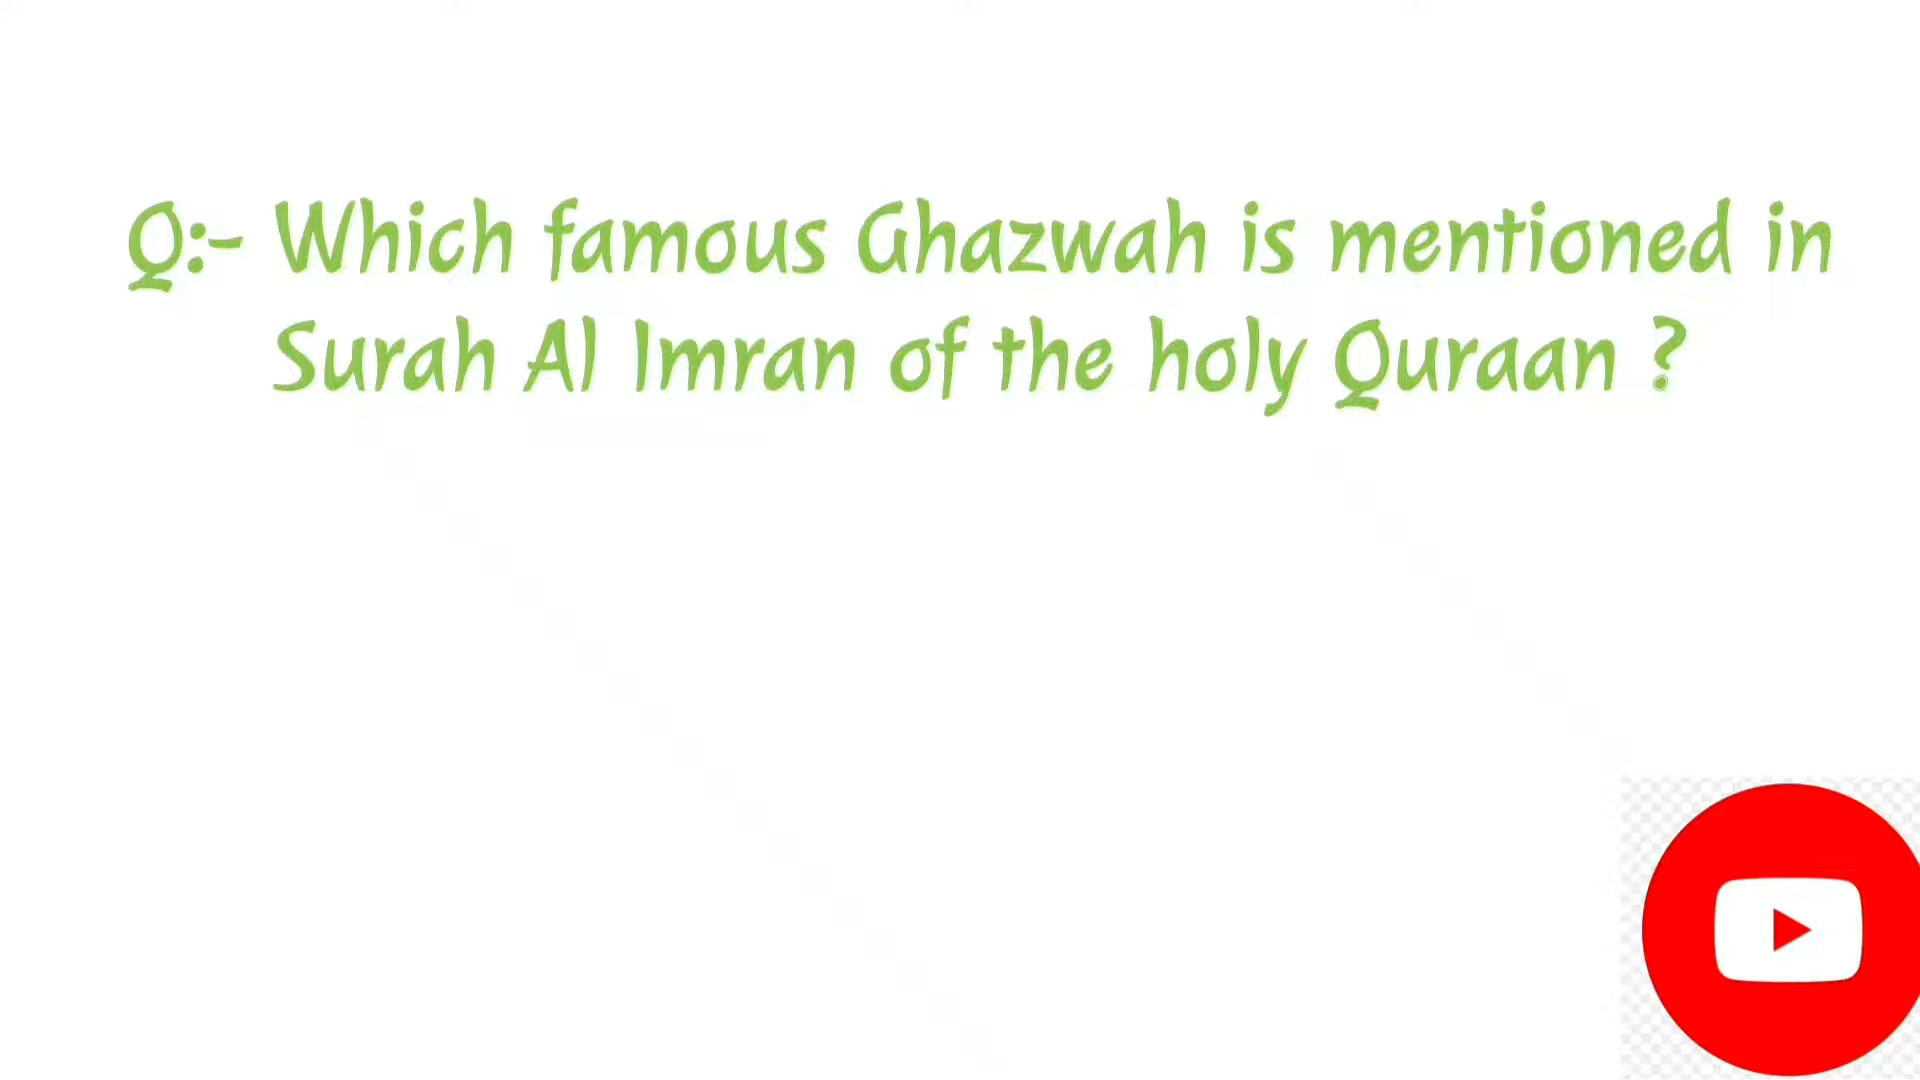 Q:- Which famous Ghazwah is mentioned in
Surah Al Imran of the holy Quraan ?